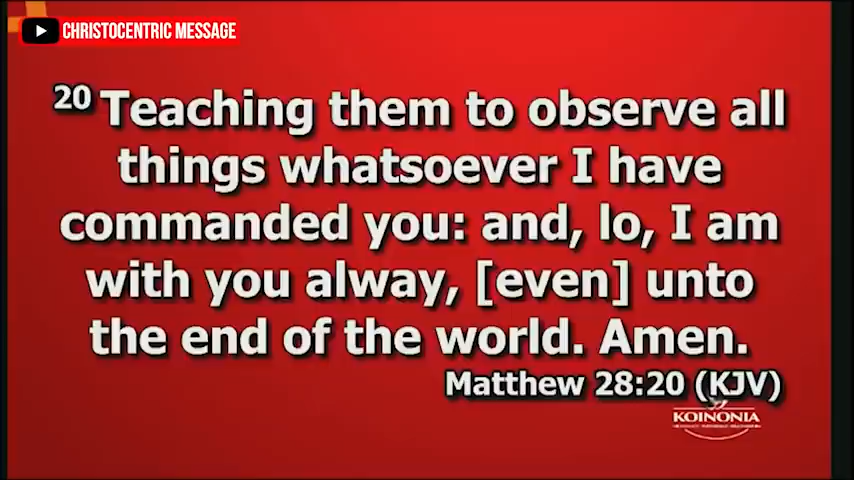 CHRISTOCENTRIC MESSAGE
20 Teaching them to observe all
things whatsoever I have
commanded you: and, lo, I am
with you alway, [even] unto
the end of the world. Amen.
Matthew 28:20 (KJV)
KOINONIA